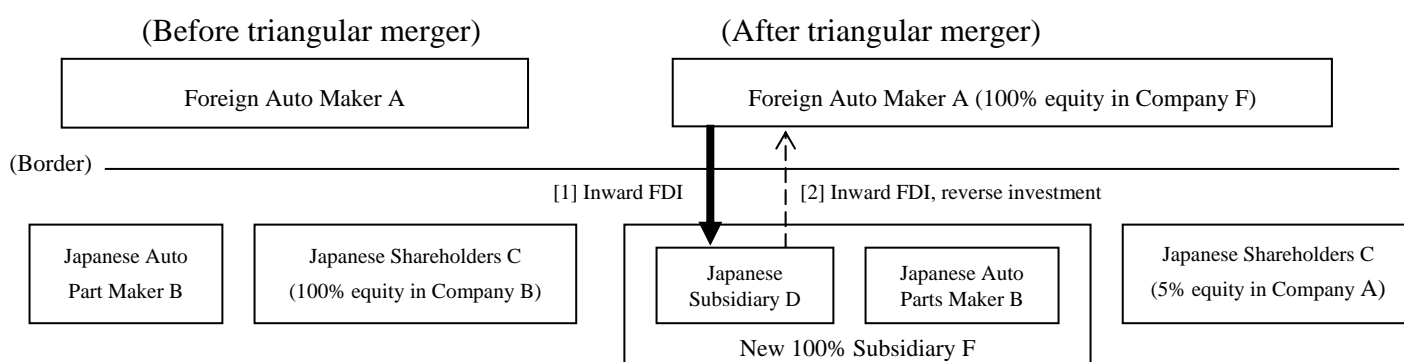 (Before triangular merger)
(After triangular merger)
Foreign Auto Maker A
Foreign Auto Maker A (100% equity in Company F)
(Border)
[1] Inward FDI
[2] Inward FDI, reverse investment
Japanese Auto
Part Maker B
Japanese Shareholders C
(100% equity in Company B)
Japanese
Subsidiary D
Japanese Auto
Parts Maker B
Japanese Shareholders C
(5% equity in Company A)
New 100% Subsidiary F